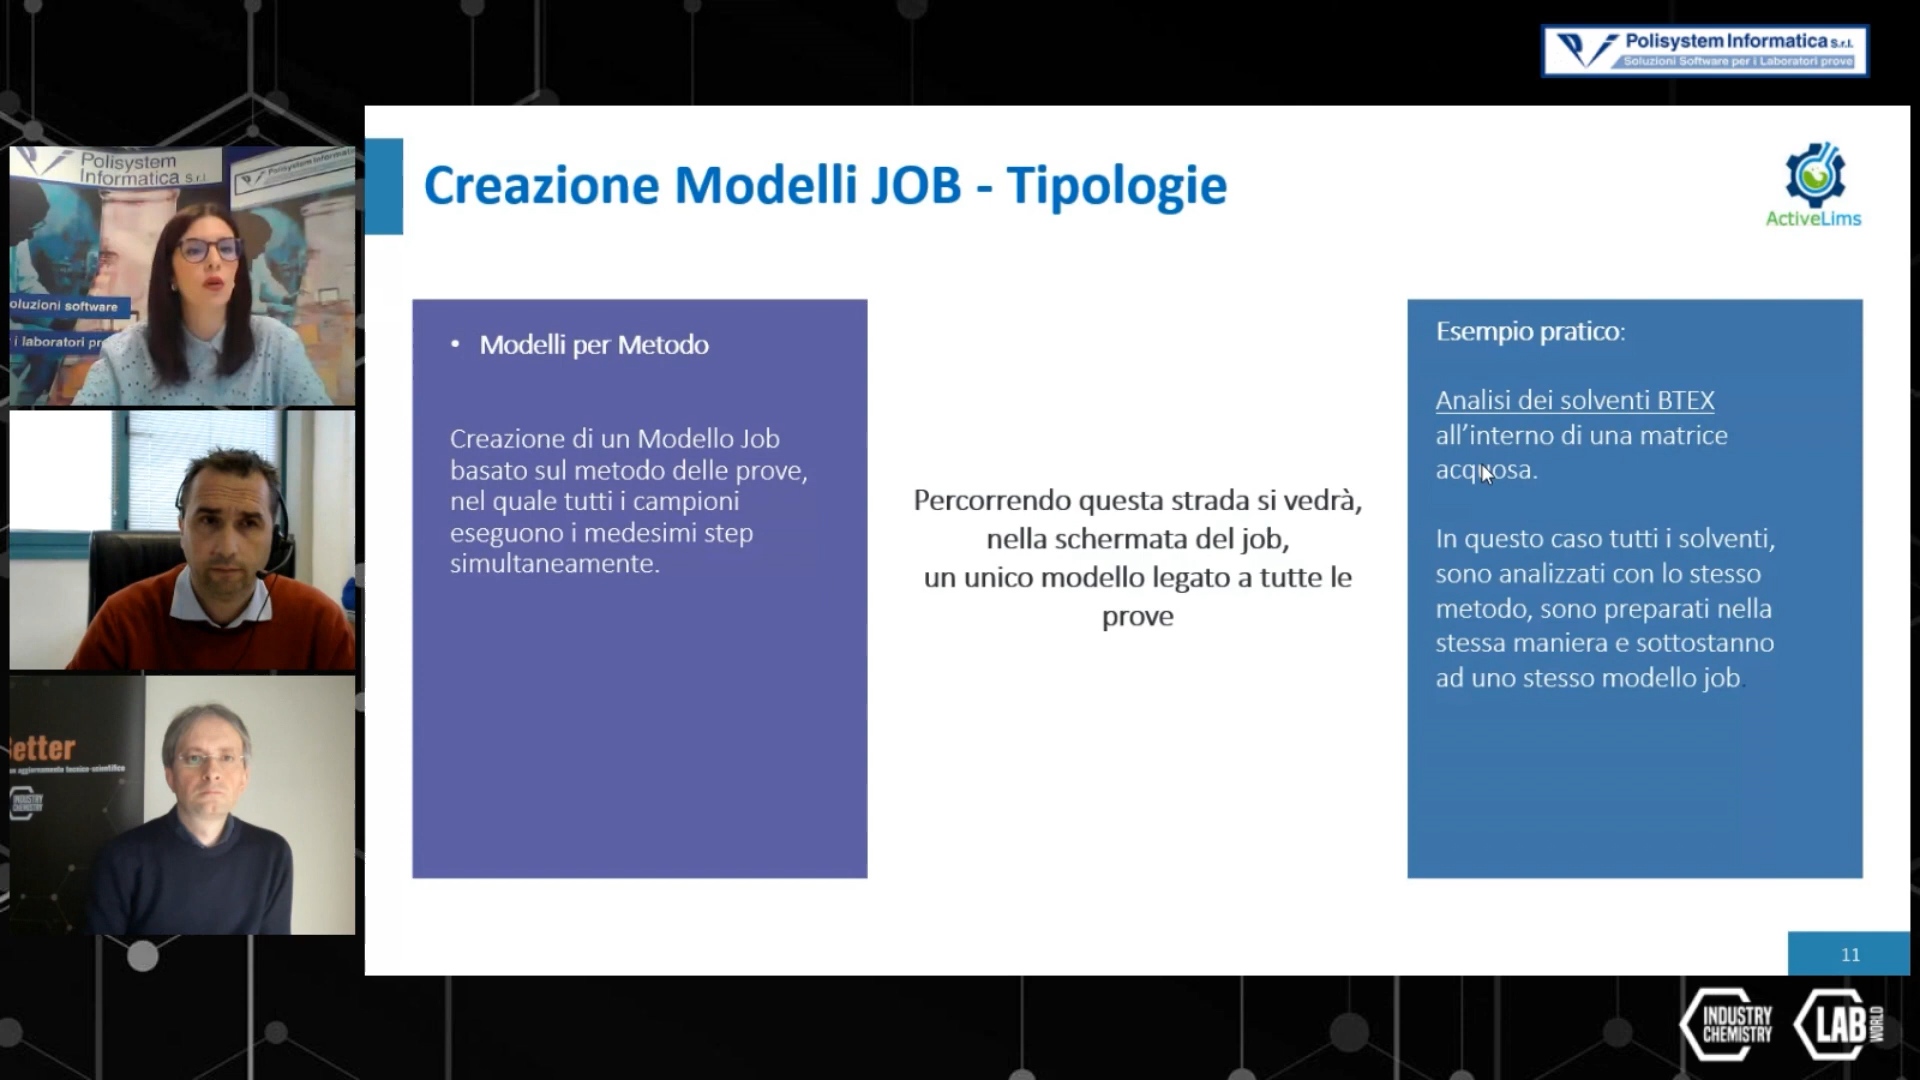 Polisystem Informatica S.r.l.
Soluzioni Software per i Laboratori prove
Polisystem
Informatica s.r.l
oluzioni software
i laboratori pr
etter
INDUSTRY
CHEMISTRY
Creazione Modelli JOB - Tipologie
ActiveLims
• Modelli per Metodo
Creazione di un Modello Job
basato sul metodo delle prove,
nel quale tutti i campioni
eseguono i medesimi step
simultaneamente.
Percorrendo questa strada si vedrà,
nella schermata del job,
un unico modello legato a tutte le
prove
Esempio pratico:
Analisi dei solventi BTEX
all’interno di una matrice
acquosa.
In questo caso tutti i solventi,
sono analizzati con lo stesso
metodo, sono preparati nella
stessa maniera e sottostanno
ad uno stesso modello job.
11
INDUSTRY
CHEMISTRY
LAB
WORLD